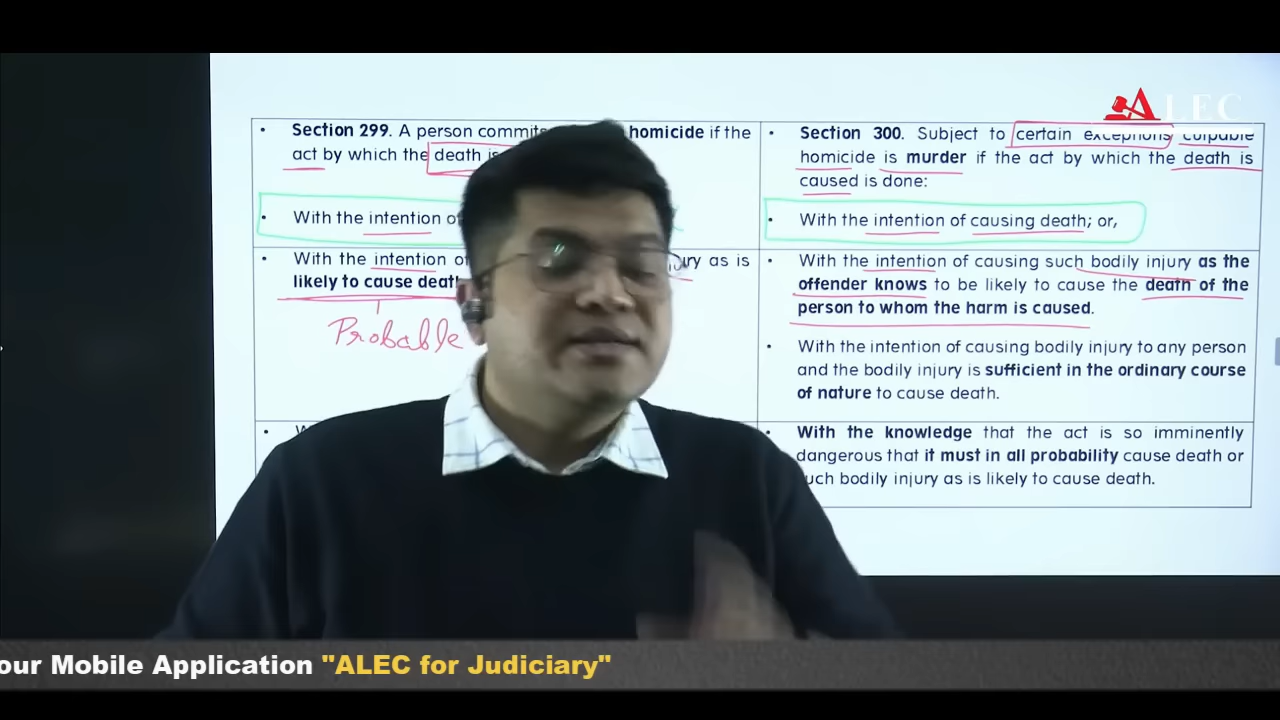 ALEC
Section 299. A person commits homicide if the
act by which the death is
With the intention of
With the intention of injury as is
likely to cause death
Probable
Section 300. Subject to certain exceptions culpable
homicide is murder if the act by which the death is
caused is done:
With the intention of causing death; or,
With the intention of causing such bodily injury as the
offender knows to be likely to cause the death of the
person to whom the harm is caused.
With the intention of causing bodily injury to any person
and the bodily injury is sufficient in the ordinary course
of nature to cause death.
With the knowledge that the act is so imminently
dangerous that it must in all probability cause death or
such bodily injury as is likely to cause death.
our Mobile Application "ALEC for Judiciary"